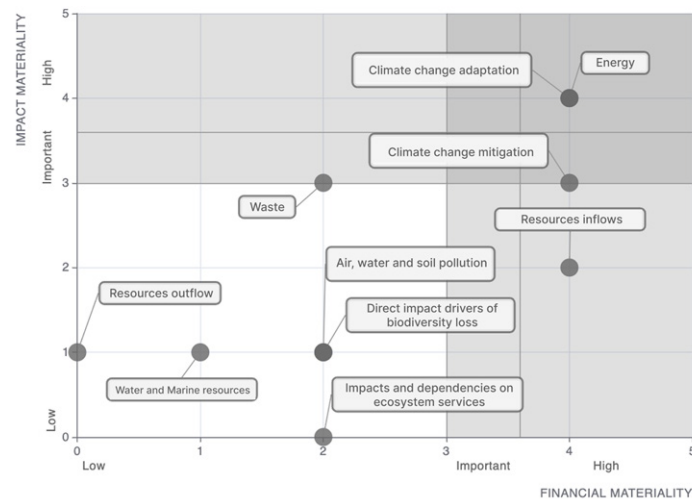 IMPACT MATERIALITY
5
High
4
Important
3
2
1
Low
0
Climate change adaptation
Energy
Climate change mitigation
Waste
Resources inflows
Air, water and soil pollution
Resources outflow
Direct impact drivers of
biodiversity loss
Water and Marine resources
Impacts and dependencies on
ecosystem services
0 1 2 3 4 5
Low Important High
FINANCIAL MATERIALITY